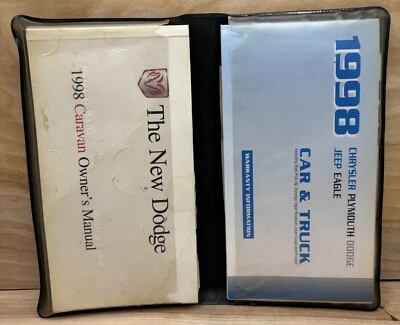 The New Dodge
1998 Caravan Owner's Manual
1998
CHRYSLER PLYMOUTH DODGE
JEEP EAGLE
CAR & TRUCK
WARRANTY INFORMATION